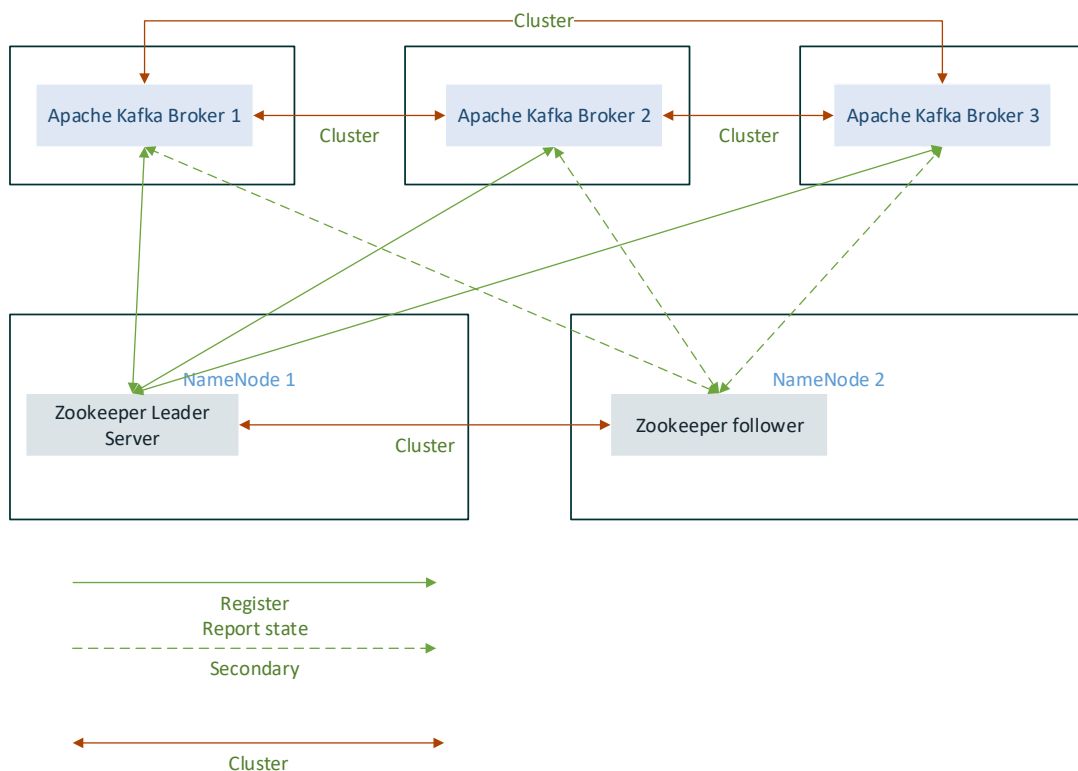 Cluster
Apache Kafka Broker 1
Apache Kafka Broker 2
Apache Kafka Broker 3
Cluster
Cluster
NameNode 1
NameNode 2
Zookeeper Leader
Server
Zookeeper follower
Cluster
Register
Report state
Secondary
Cluster